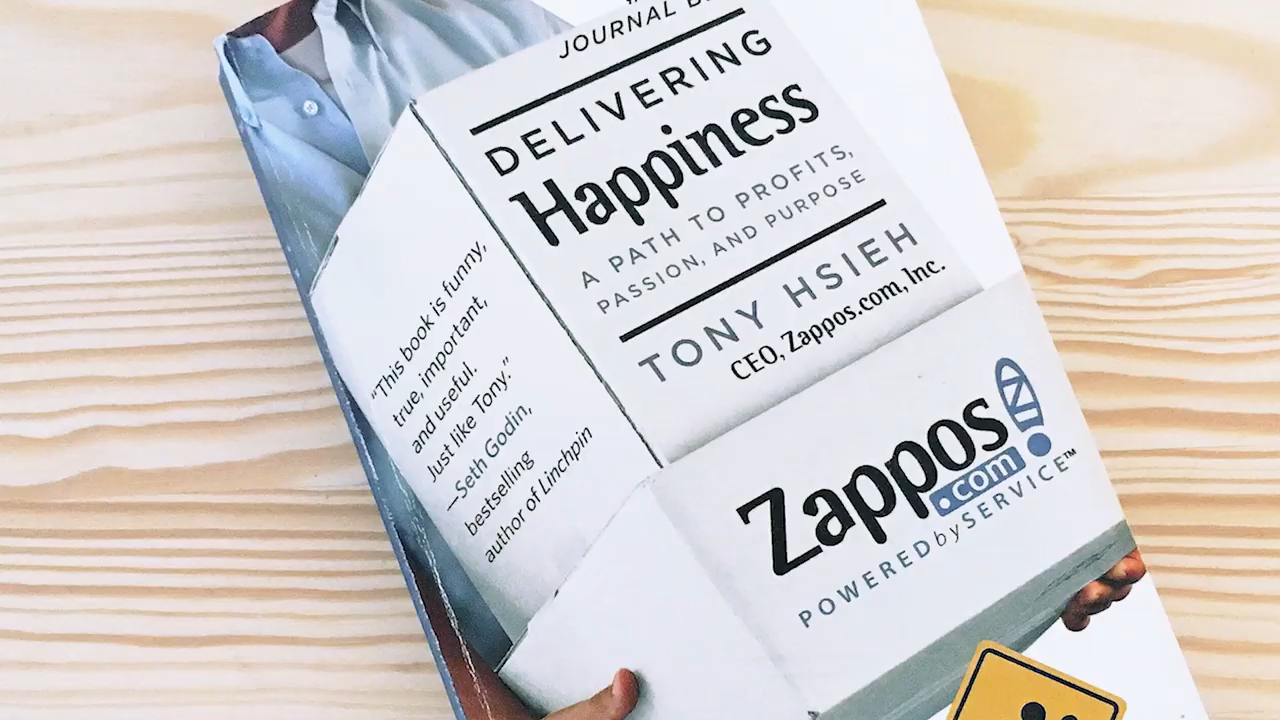 JOURNAL
DELIVERING
Happiness
A PATH TO PROFITS,
PASSION, AND PURPOSE
TONY HSIEH
CEO, Zappos.com, Inc.
"This book is funny,
true, important,
and useful.
Just like Tony."
—Seth Godin,
bestselling
author of Linchpin
Zappos
.com
POWERED by SERVICE™